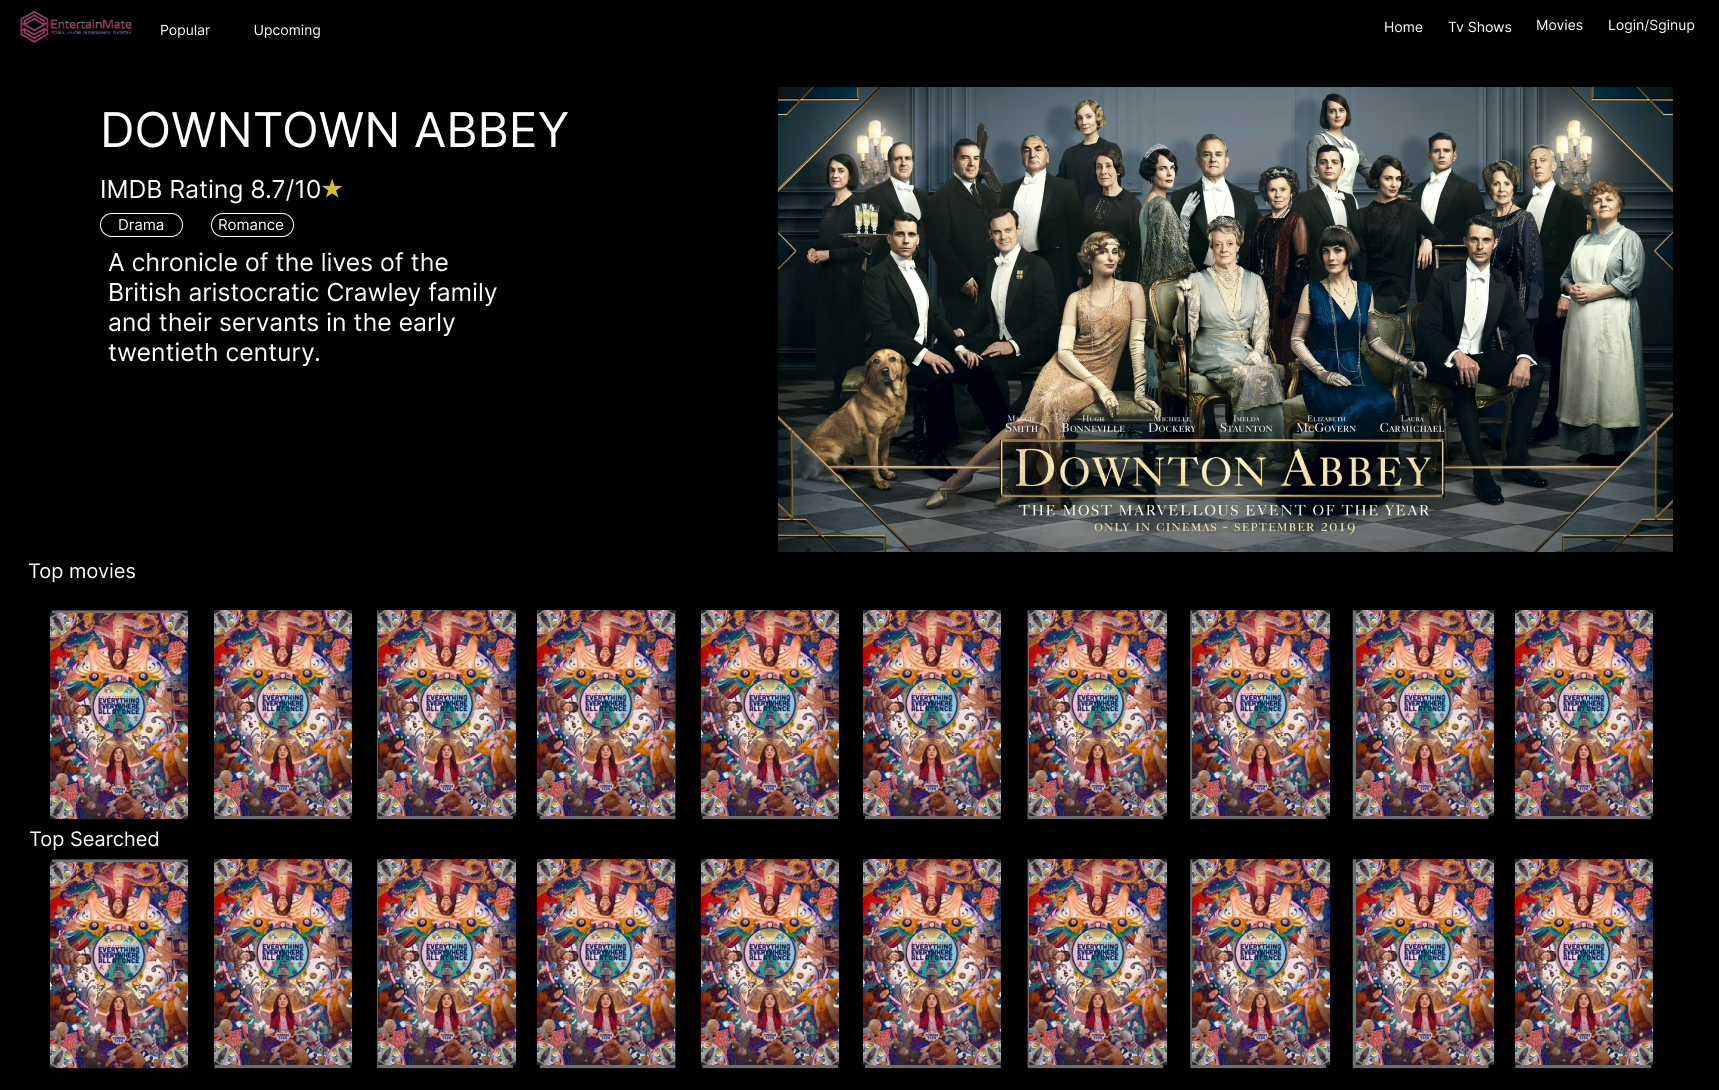 EntertainMate
Popular
Upcoming
Home
Tv Shows
Movies
Login/Sginup
DOWNTOWN ABBEY
IMDB Rating 8.7/10
Drama
Romance
A chronicle of the lives of the
British aristocratic Crawley family
and their servants in the early
twentieth century.
Maggie Smith
Hugh Bonneville
Michelle Dockery
Imelda Staunton
Elizabeth McGovern
Laura Carmichael
Downton Abbey
THE MOST MARVELLOUS EVENT OF THE YEAR
ONLY IN CINEMAS - SEPTEMBER 2019
Top movies
EVERYTHING
EVERYWHERE
ALL AT ONCE
EVERYTHING
EVERYWHERE
ALL AT ONCE
EVERYTHING
EVERYWHERE
ALL AT ONCE
EVERYTHING
EVERYWHERE
ALL AT ONCE
EVERYTHING
EVERYWHERE
ALL AT ONCE
EVERYTHING
EVERYWHERE
ALL AT ONCE
EVERYTHING
EVERYWHERE
ALL AT ONCE
EVERYTHING
EVERYWHERE
ALL AT ONCE
EVERYTHING
EVERYWHERE
ALL AT ONCE
EVERYTHING
EVERYWHERE
ALL AT ONCE
Top Searched
EVERYTHING
EVERYWHERE
ALL AT ONCE
EVERYTHING
EVERYWHERE
ALL AT ONCE
EVERYTHING
EVERYWHERE
ALL AT ONCE
EVERYTHING
EVERYWHERE
ALL AT ONCE
EVERYTHING
EVERYWHERE
ALL AT ONCE
EVERYTHING
EVERYWHERE
ALL AT ONCE
EVERYTHING
EVERYWHERE
ALL AT ONCE
EVERYTHING
EVERYWHERE
ALL AT ONCE
EVERYTHING
EVERYWHERE
ALL AT ONCE
EVERYTHING
EVERYWHERE
ALL AT ONCE